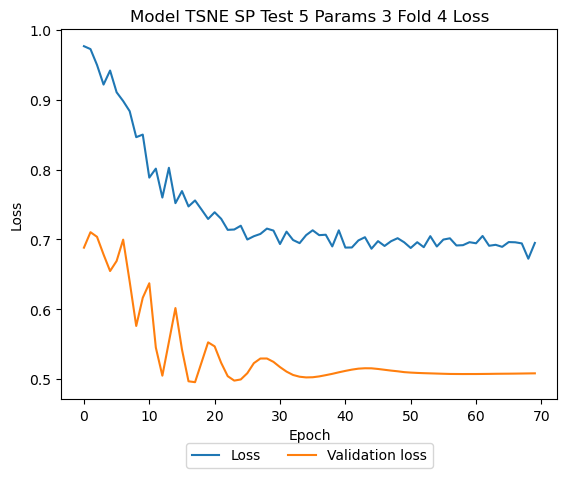 Model TSNE SP Test 5 Params 3 Fold 4 Loss
1.0
0.9
0.8
0.7
0.6
0.5
Loss
0 10 20 30 40 50 60 70
Epoch
Loss Validation loss